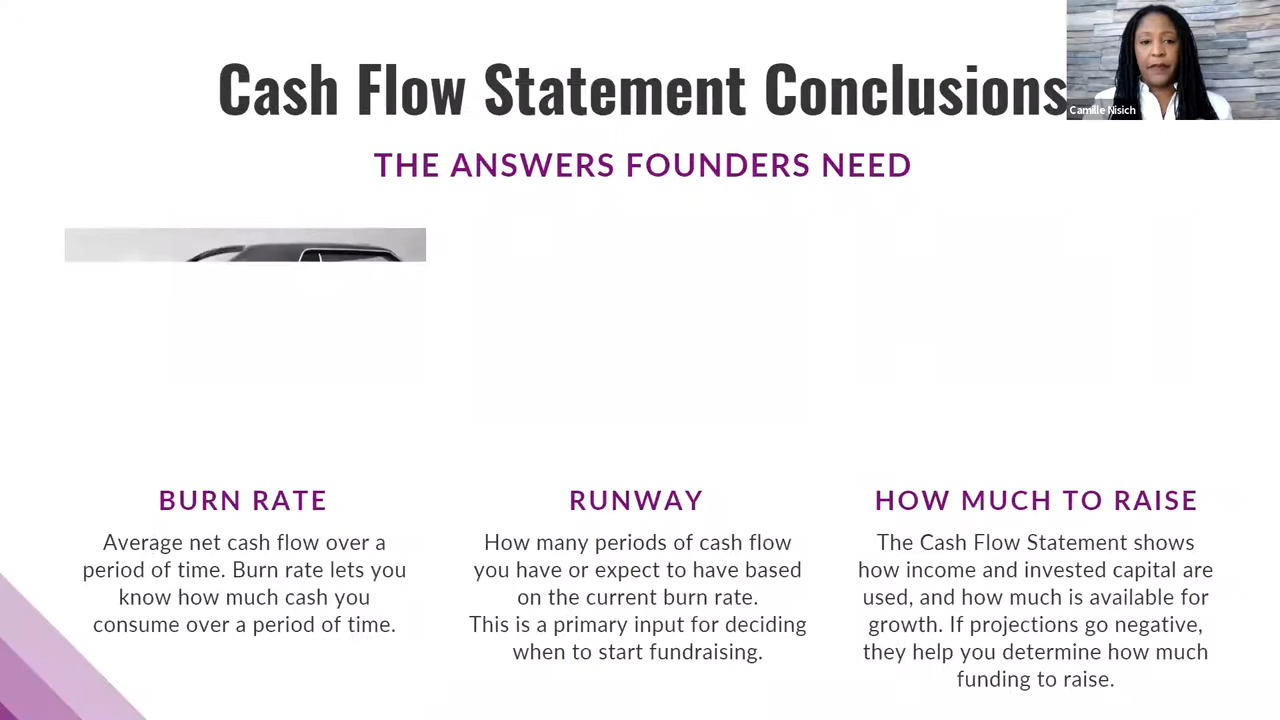 Cash Flow Statement Conclusions
Camille Nisich
THE ANSWERS FOUNDERS NEED
BURN RATE
Average net cash flow over a
period of time. Burn rate lets you
know how much cash you
consume over a period of time.
RUNWAY
How many periods of cash flow
you have or expect to have based
on the current burn rate.
This is a primary input for deciding
when to start fundraising.
HOW MUCH TO RAISE
The Cash Flow Statement shows
how income and invested capital are
used, and how much is available for
growth. If projections go negative,
they help you determine how much
funding to raise.